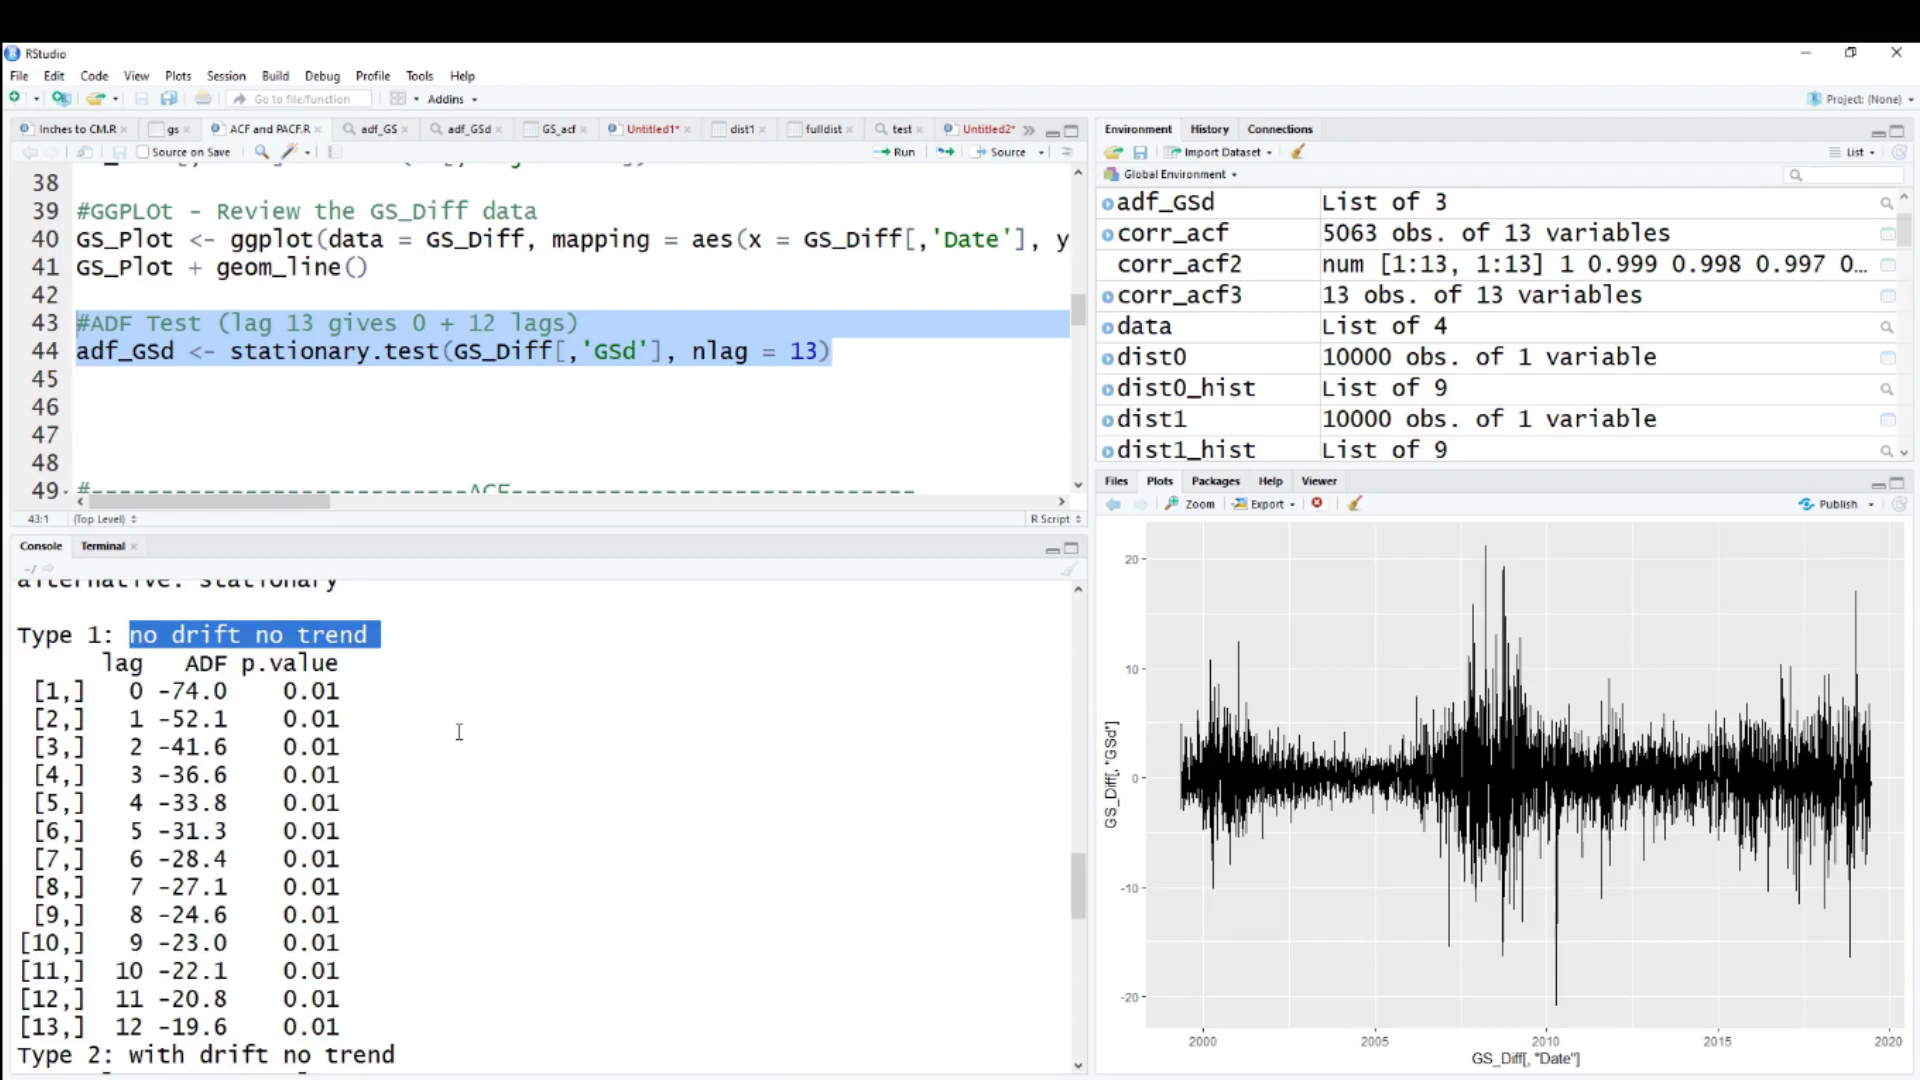 RStudio
File Edit Code View Plots Session Build Debug Profile Tools Help
Go to file/function Addins Project: (None)
Inches to CM.R gs ACF and PACF.R adf_GS adf_GSd GS_acf Untitled1* dist1 fulldist test Untitled2*
Source on Save Run Source
38
39 #GGPLOt - Review the GS_Diff data
40 GS_Plot <- ggplot(data = GS_Diff, mapping = aes(x = GS_Diff[,'Date'], y
41 GS_Plot + geom_line()
42
43 #ADF Test (lag 13 gives 0 + 12 lags)
44 adf_GSd <- stationary.test(GS_Diff[,'GSd'], nlag = 13)
45
46
47
48
49 #----------------------------ACF-----------------------------
43:1 (Top Level) R Script
Console Terminal
~/
alternative: stationary
Type 1: no drift no trend
lag ADF p.value
[1,] 0 -74.0 0.01
[2,] 1 -52.1 0.01
[3,] 2 -41.6 0.01
[4,] 3 -36.6 0.01
[5,] 4 -33.8 0.01
[6,] 5 -31.3 0.01
[7,] 6 -28.4 0.01
[8,] 7 -27.1 0.01
[9,] 8 -24.6 0.01
[10,] 9 -23.0 0.01
[11,] 10 -22.1 0.01
[12,] 11 -20.8 0.01
[13,] 12 -19.6 0.01
Type 2: with drift no trend
Environment History Connections
Import Dataset List
Global Environment
adf_GSd List of 3
corr_acf 5063 obs. of 13 variables
corr_acf2 num [1:13, 1:13] 1 0.999 0.998 0.997 0...
corr_acf3 13 obs. of 13 variables
data List of 4
dist0 10000 obs. of 1 variable
dist0_hist List of 9
dist1 10000 obs. of 1 variable
dist1_hist List of 9
Files Plots Packages Help Viewer
Zoom Export Publish
20
10
0
-10
-20
GS_Diff[, "GSd"]
2000 2005 2010 2015 2020
GS_Diff[, "Date"]